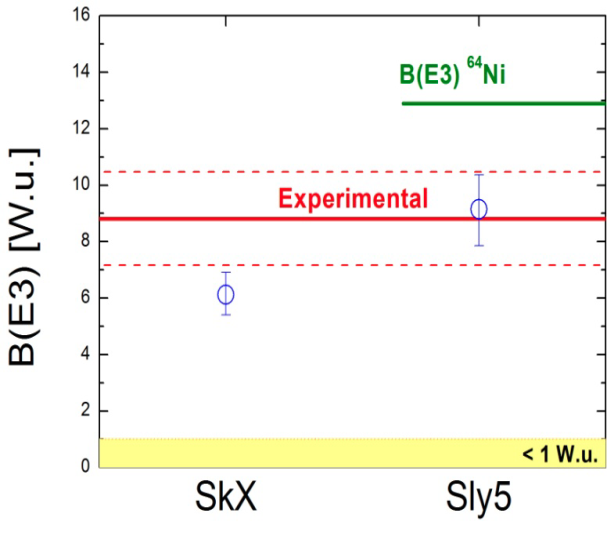 16
14
12
10
8
6
4
2
0
B(E3) [W.u.]
B(E3) ⁶⁴Ni
Experimental
< 1 W.u.
SkX
Sly5